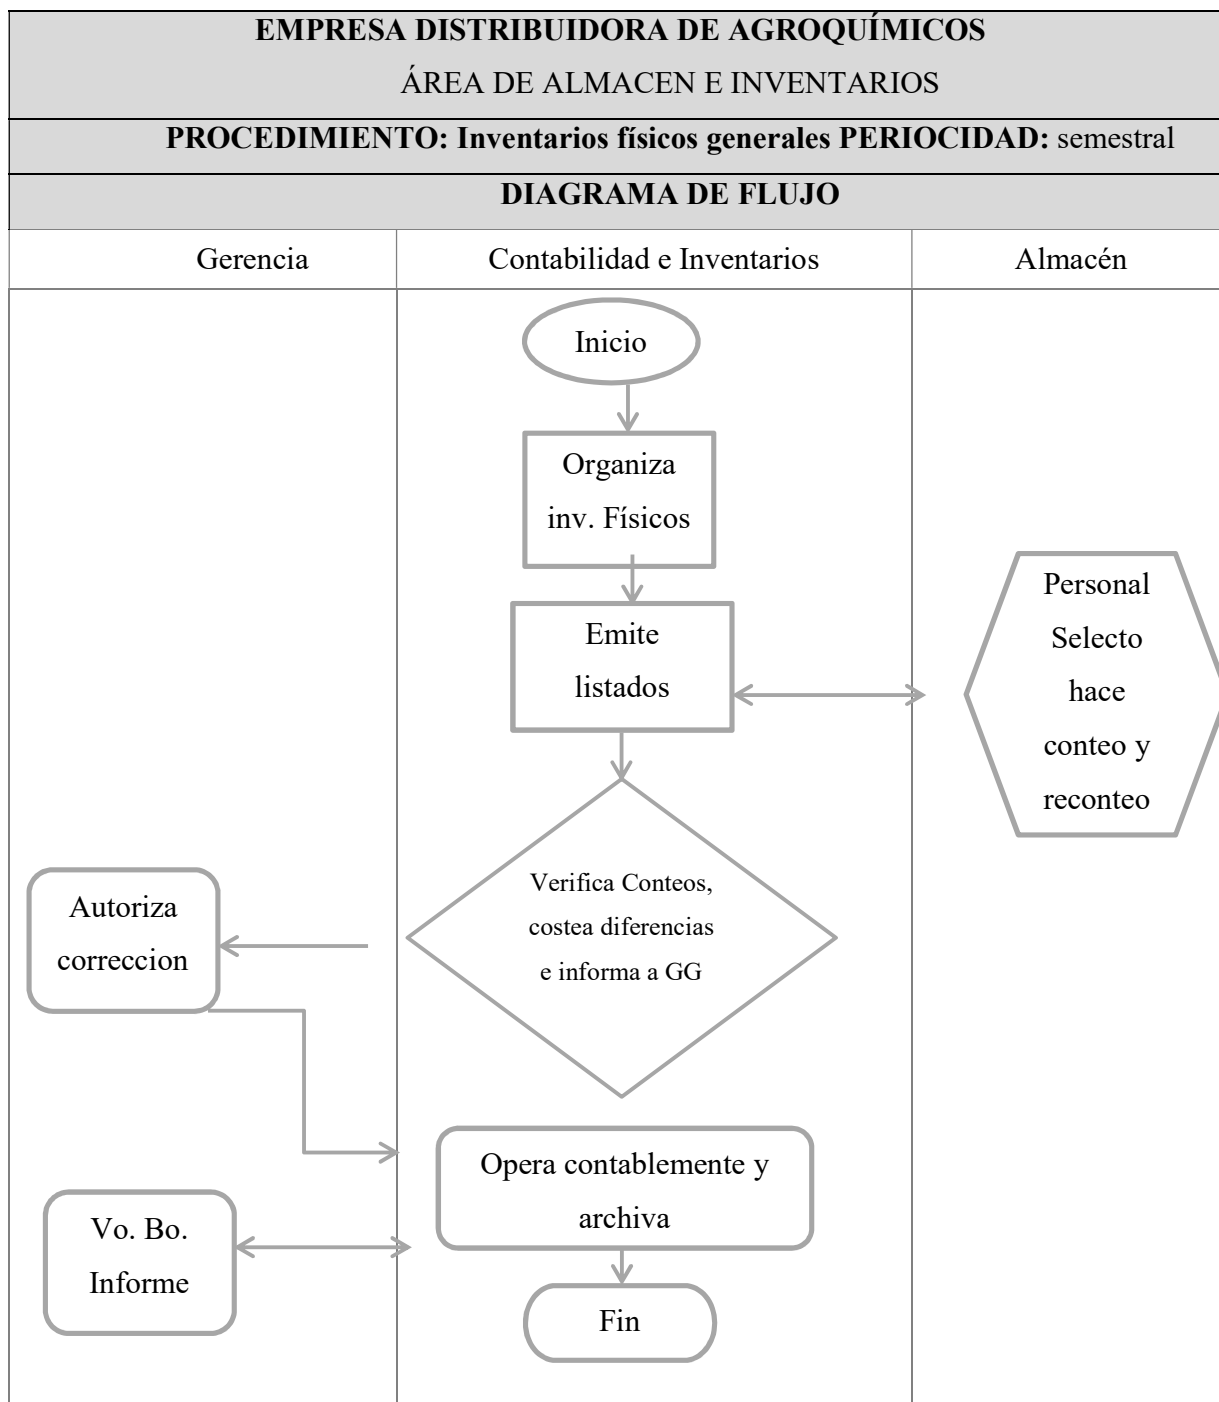 EMPRESA DISTRIBUIDORA DE AGROQUÍMICOS
ÁREA DE ALMACEN E INVENTARIOS
PROCEDIMIENTO: Inventarios físicos generales PERIOCIDAD: semestral
DIAGRAMA DE FLUJO
Gerencia
Contabilidad e Inventarios
Almacén
Inicio
Organiza
inv. Físicos
Emite
listados
Personal
Selecto
hace
conteo y
reconteo
Verifica Conteos,
costea diferencias
e informa a GG
Autoriza
correccion
Opera contablemente y
archiva
Vo. Bo.
Informe
Fin